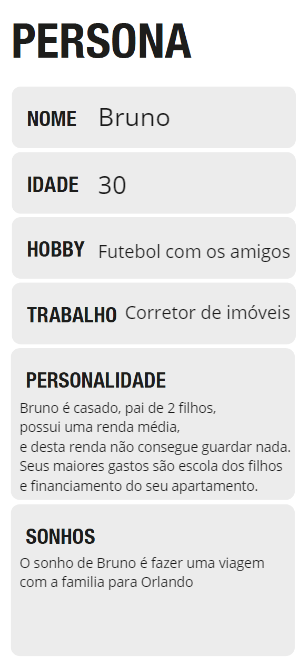 PERSONA
NOME Bruno
IDADE 30
HOBBY Futebol com os amigos
TRABALHO Corretor de imóveis
PERSONALIDADE
Bruno é casado, pai de 2 filhos,
possui uma renda média,
e desta renda não consegue guardar nada.
Seus maiores gastos são escola dos filhos
e financiamento do seu apartamento.
SONHOS
O sonho de Bruno é fazer uma viagem
com a familia para Orlando